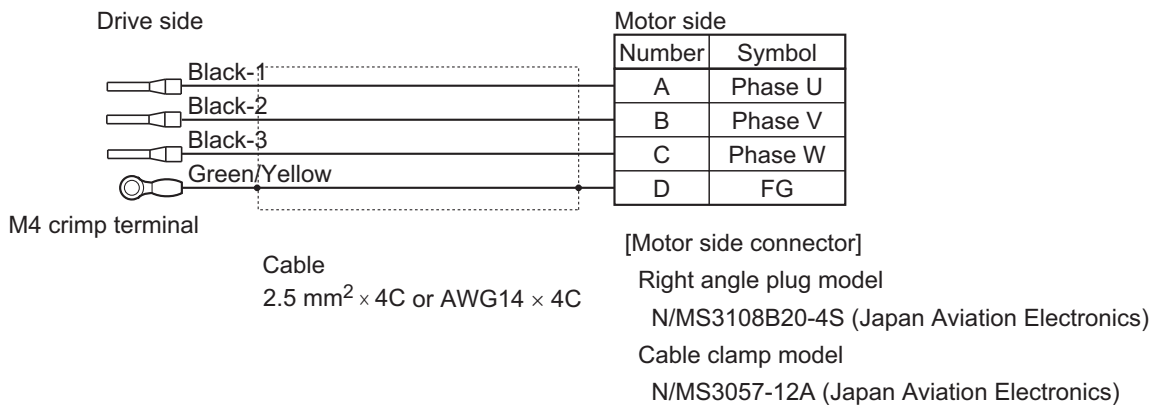 Drive side
Motor side
Number Symbol
Black-1
A Phase U
Black-2
B Phase V
Black-3
C Phase W
Green/Yellow
D FG
M4 crimp terminal
Cable
2.5 mm² × 4C or AWG14 × 4C
[Motor side connector]
Right angle plug model
N/MS3108B20-4S (Japan Aviation Electronics)
Cable clamp model
N/MS3057-12A (Japan Aviation Electronics)